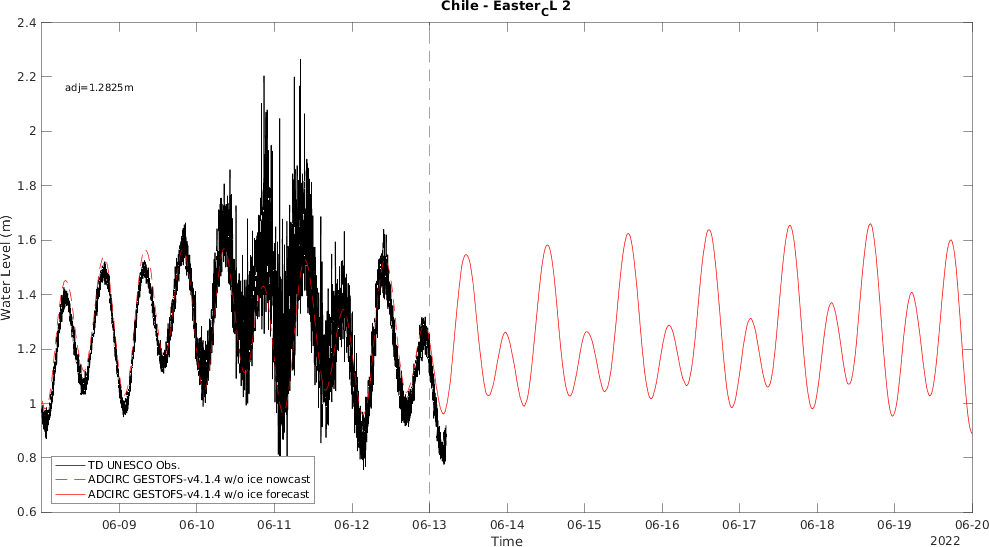 Chile - Easter_CL 2
adj=1.2825m
2.4
2.2
2
1.8
1.6
1.4
1.2
1
0.8
0.6
Water Level (m)
TD UNESCO Obs.
ADCIRC GESTOFS-v4.1.4 w/o ice nowcast
ADCIRC GESTOFS-v4.1.4 w/o ice forecast
06-09 06-10 06-11 06-12 06-13 06-14 06-15 06-16 06-17 06-18 06-19 06-20
Time
2022